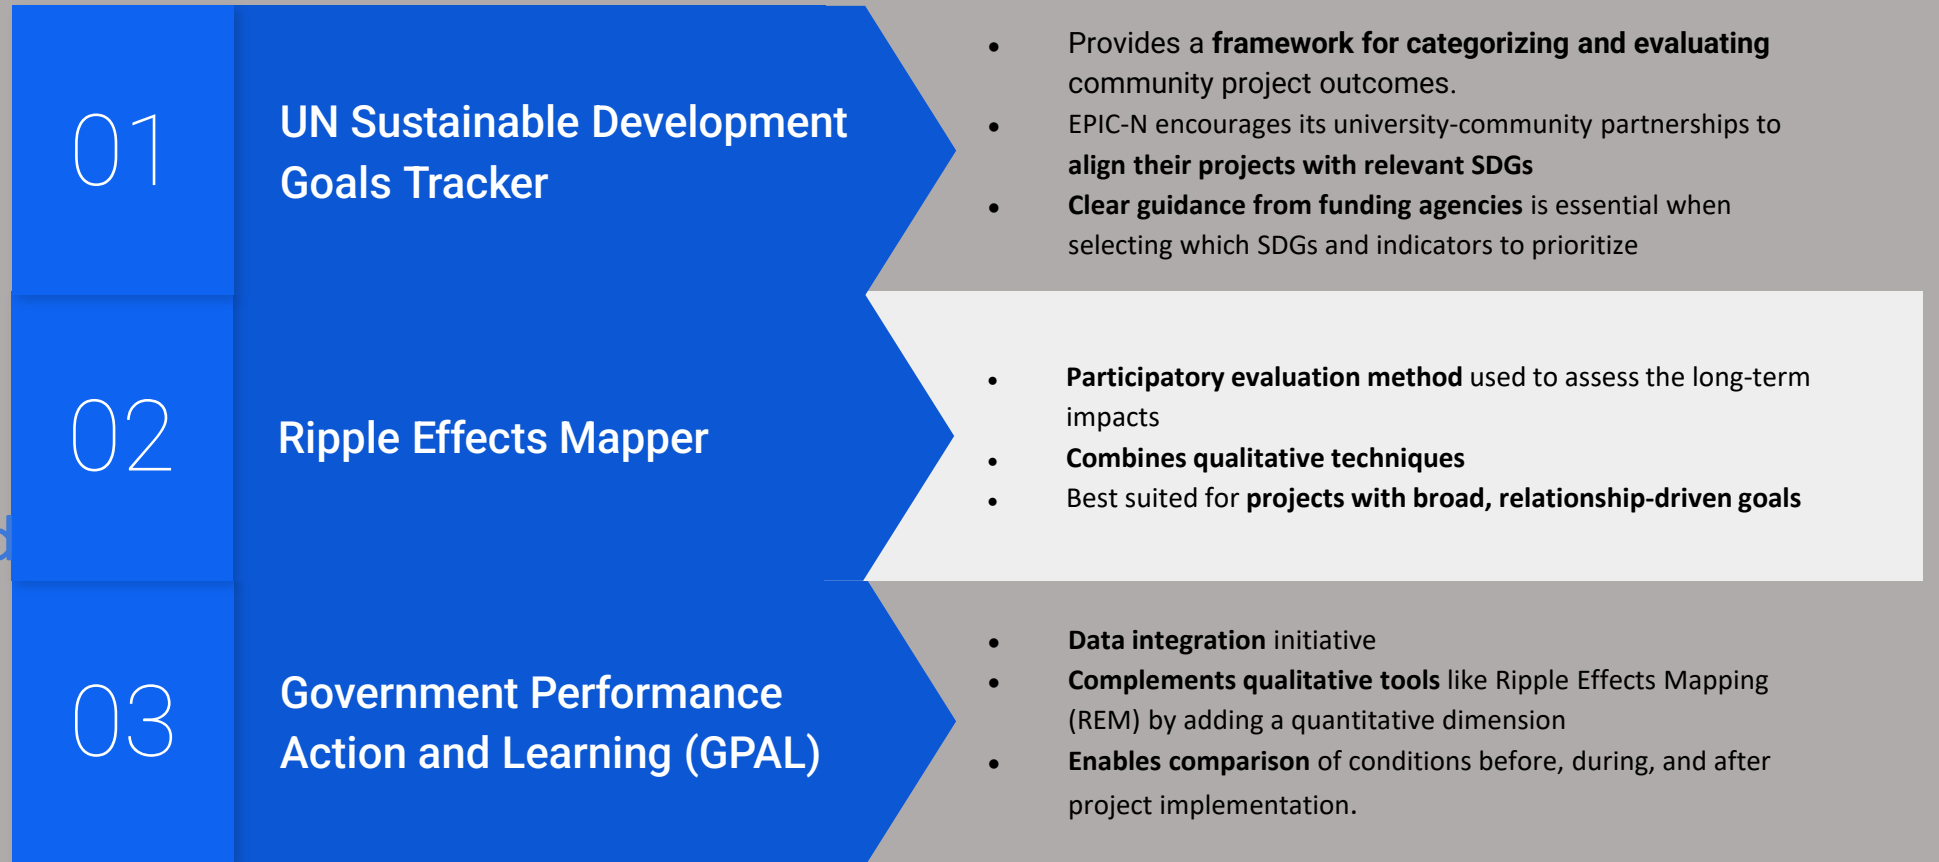 01
UN Sustainable Development
Goals Tracker
● Provides a framework for categorizing and evaluating
community project outcomes.
● EPIC-N encourages its university-community partnerships to
align their projects with relevant SDGs
● Clear guidance from funding agencies is essential when
selecting which SDGs and indicators to prioritize
02
Ripple Effects Mapper
● Participatory evaluation method used to assess the long-term
impacts
● Combines qualitative techniques
● Best suited for projects with broad, relationship-driven goals
03
Government Performance
Action and Learning (GPAL)
● Data integration initiative
● Complements qualitative tools like Ripple Effects Mapping
(REM) by adding a quantitative dimension
● Enables comparison of conditions before, during, and after
project implementation.